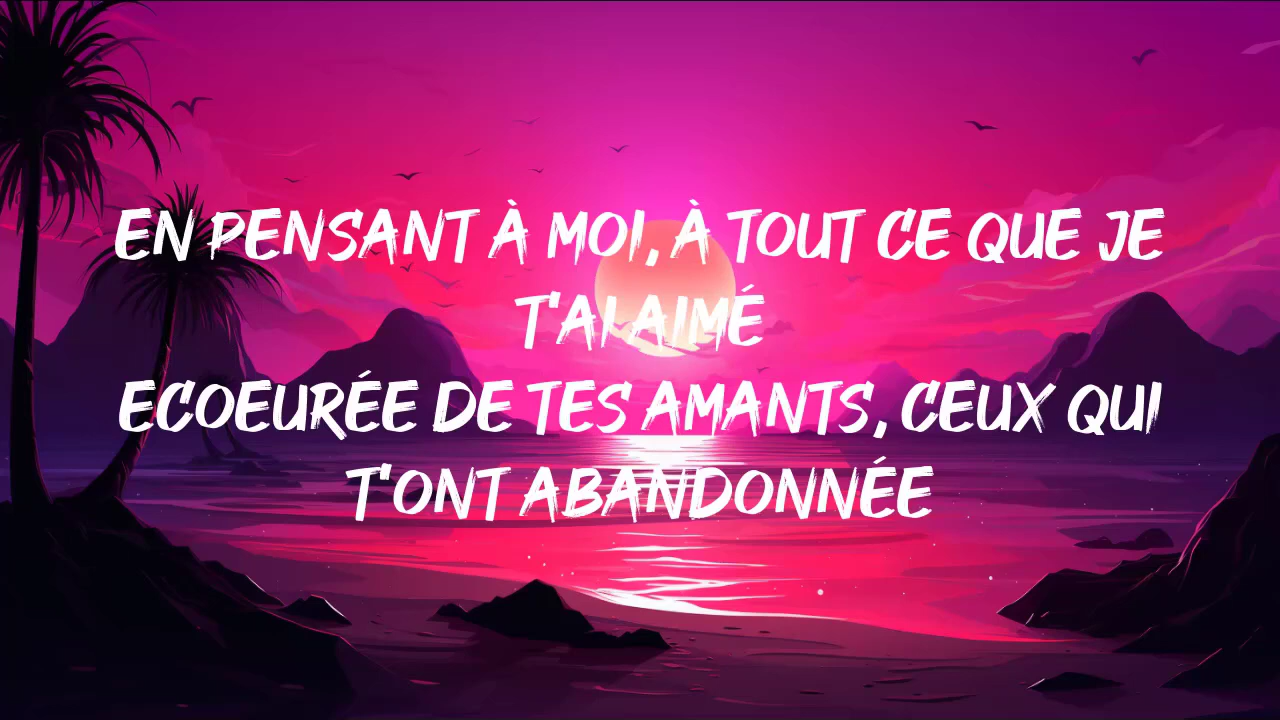 EN PENSANT À MOI, À TOUT CE QUE JE
T'AI AIMÉ
ECOEURÉE DE TES AMANTS, CEUX QUI
T'ONT ABANDONNÉE